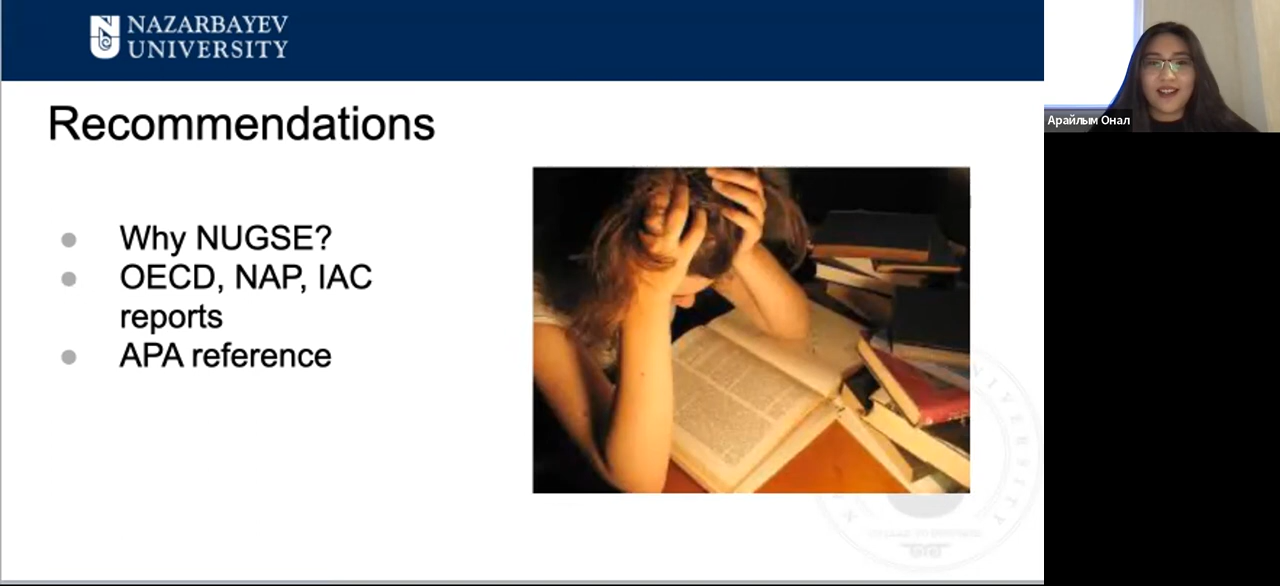 NAZARBAYEV
UNIVERSITY
Recommendations
Why NUGSE?
OECD, NAP, IAC
reports
APA reference
Арайлым Онал